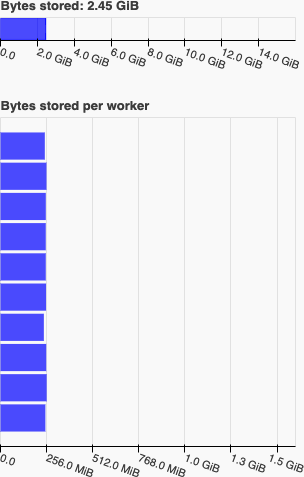 Bytes stored: 2.45 GiB
0.0 2.0 GiB 4.0 GiB 6.0 GiB 8.0 GiB 10.0 GiB 12.0 GiB 14.0 GiB
Bytes stored per worker
0.0 256.0 MiB 512.0 MiB 768.0 MiB 1.0 GiB 1.3 GiB 1.5 GiB